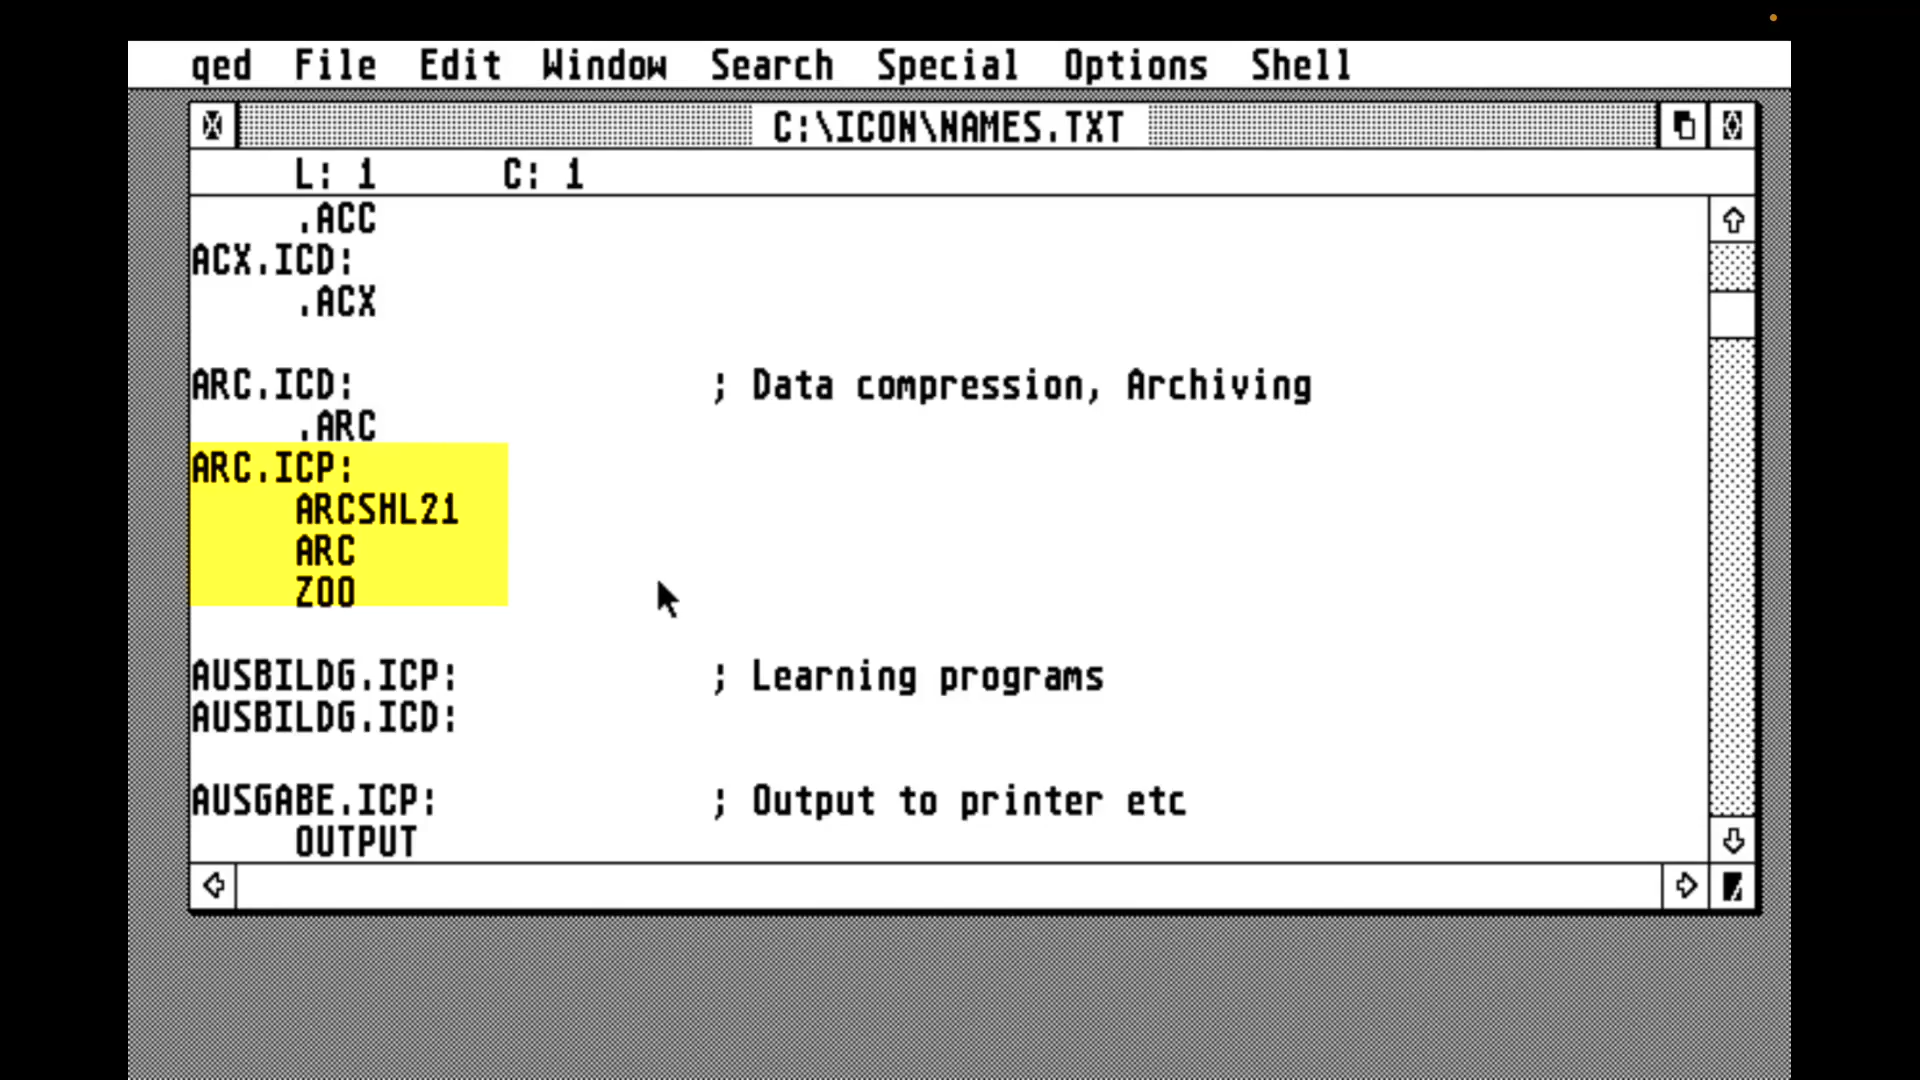 qed File Edit Window Search Special Options Shell
C:\ICON\NAMES.TXT
L: 1 C: 1
.ACC
ACX.ICD:
.ACX
ARC.ICD: ; Data compression, Archiving
.ARC
ARC.ICP:
ARCSHL21
ARC
ZOO
AUSBILDG.ICP: ; Learning programs
AUSBILDG.ICD:
AUSGABE.ICP: ; Output to printer etc
OUTPUT